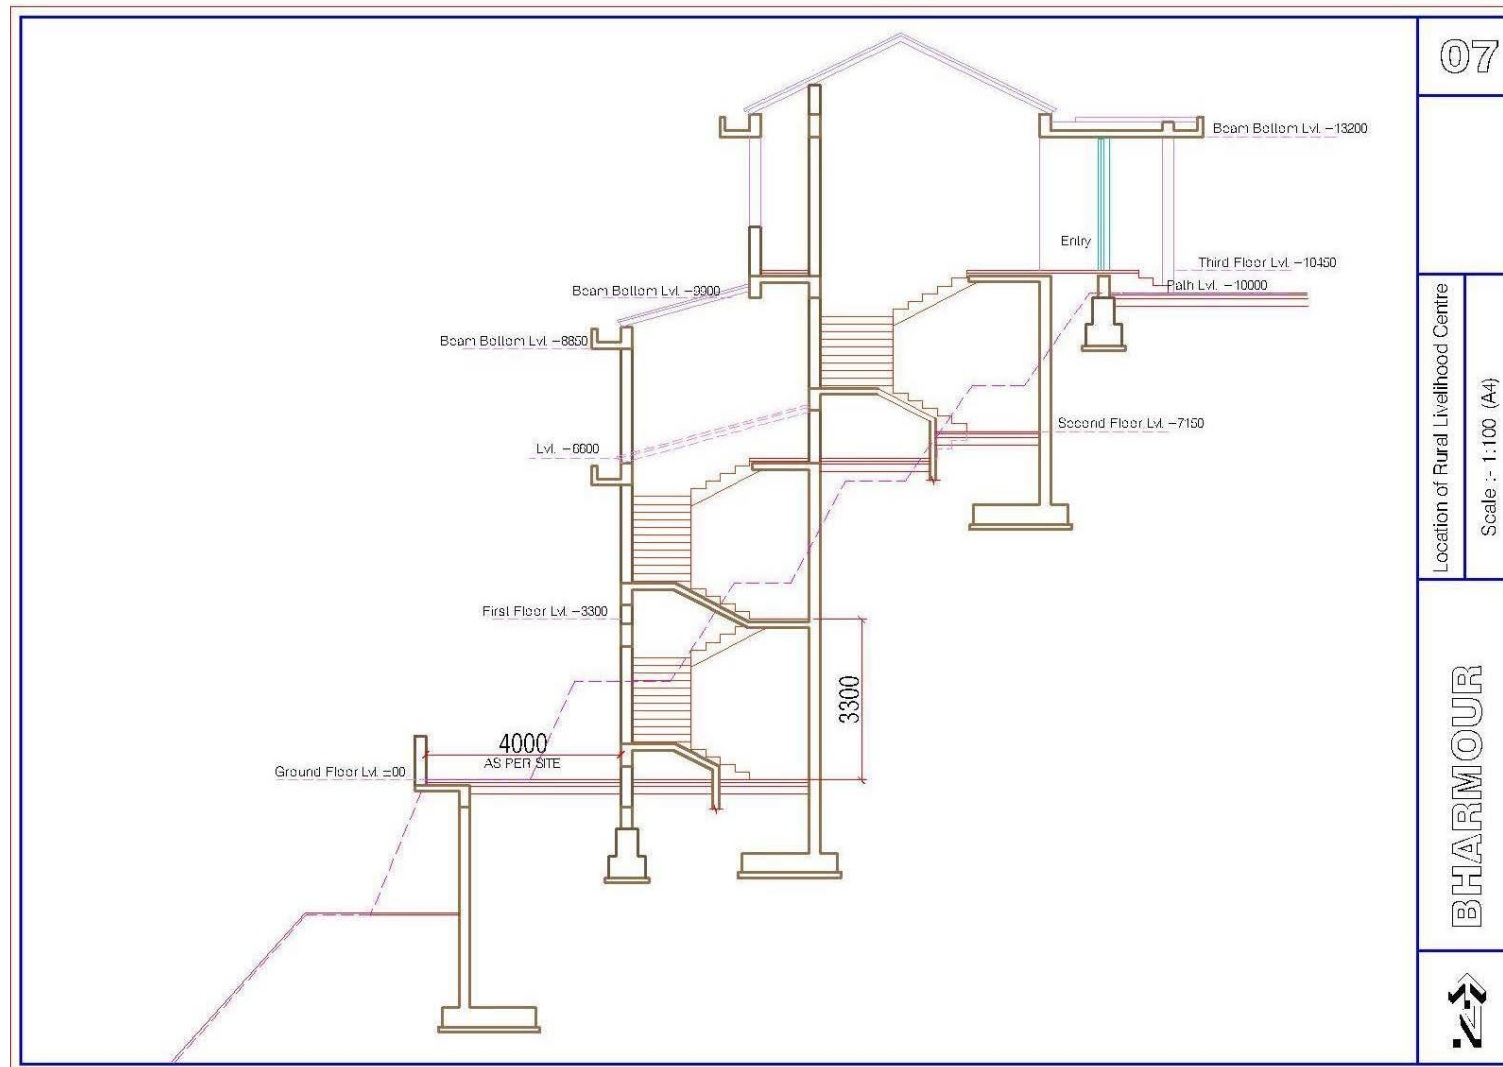 07
Beam Bottom Lvl. -13200
Entry
Third Floor Lvl. -10450
Path Lvl. -10000
Beam Bottom Lvl. -9900
Beam Bottom Lvl. -8850
Second Floor Lvl. -7150
Lvl. -6600
First Floor Lvl. -3300
3300
4000
AS PER SITE
Ground Floor Lvl. ±00
Location of Rural Livelihood Centre
Scale :- 1:100 (A4)
BHARMOUR